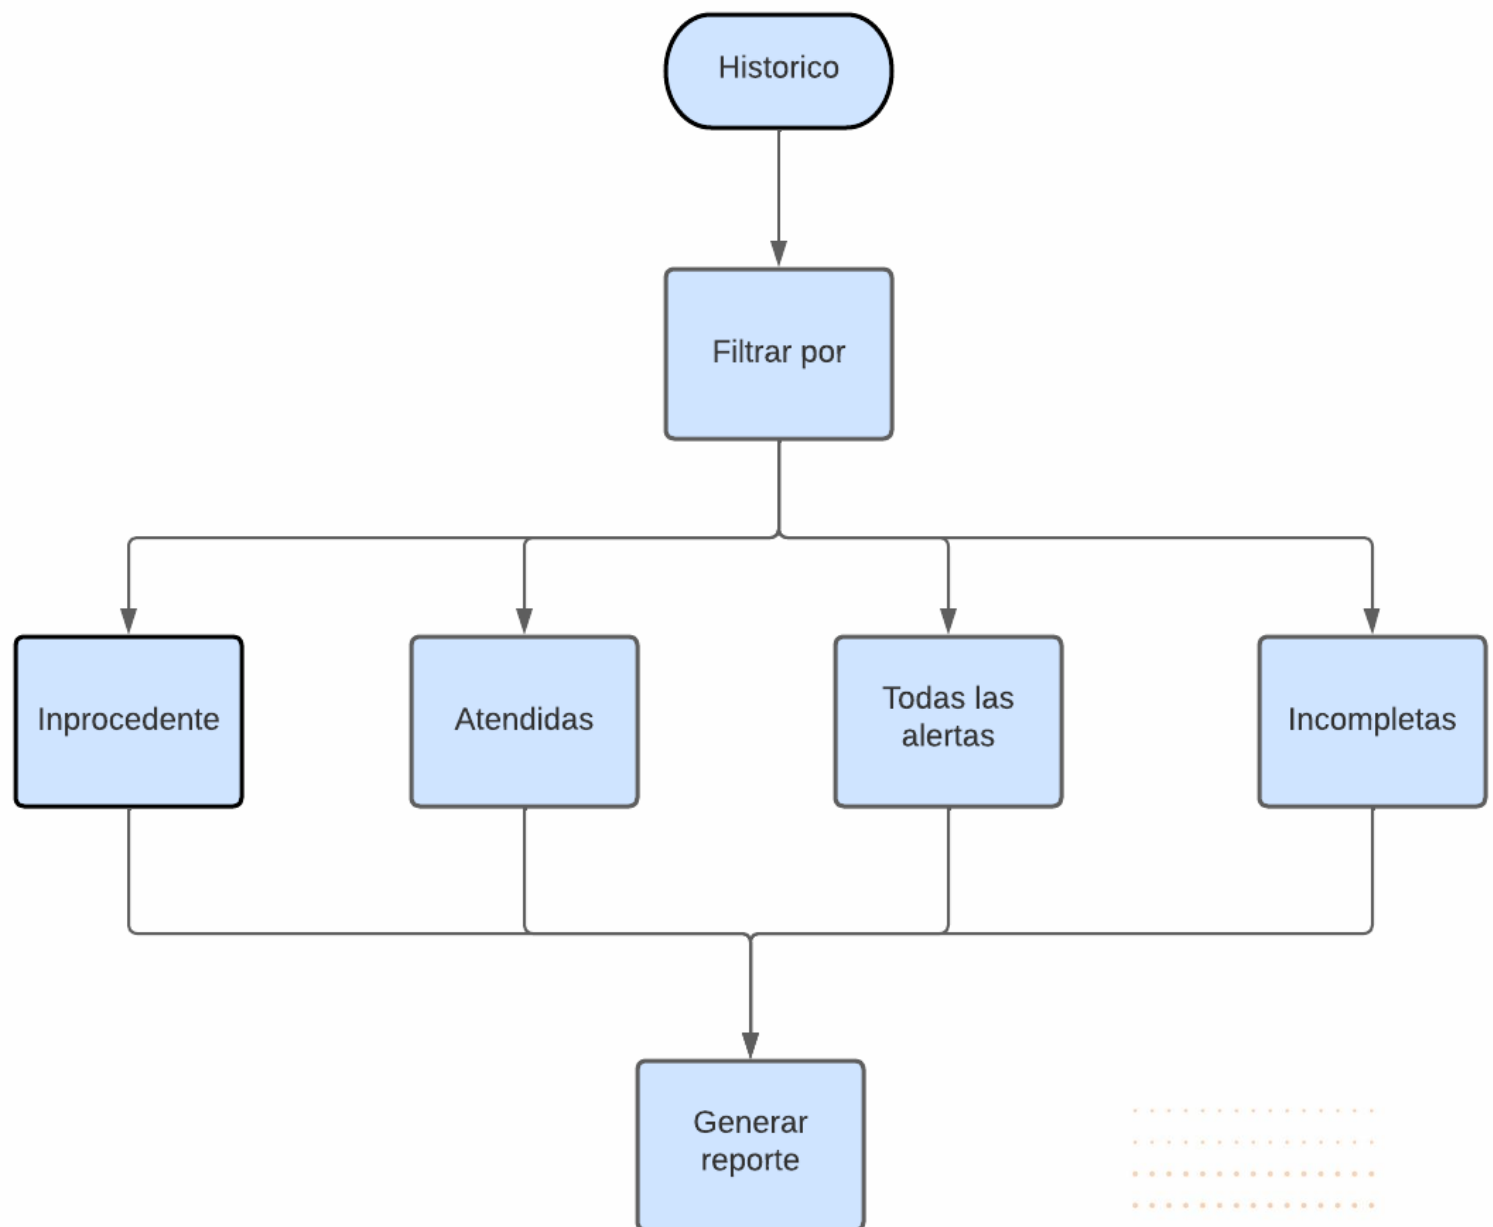 Historico
Filtrar por
Inprocedente
Atendidas
Todas las
alertas
Incompletas
Generar
reporte